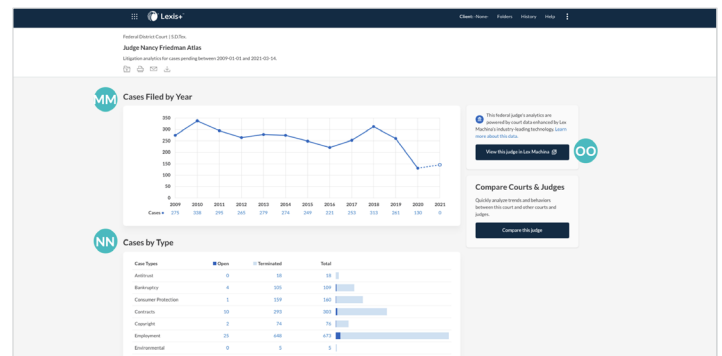 Lexis+
Client: -None- Folders History Help
Federal District Court | S.D.Tex.
Judge Nancy Friedman Atlas
Litigation analytics for cases pending between 2009-01-01 and 2021-03-14.
MM
Cases Filed by Year
350
300
250
200
150
100
50
0
2009 2010 2011 2012 2013 2014 2015 2016 2017 2018 2019 2020 2021
Cases 275 338 295 265 279 276 249 221 253 313 261 130 0
This federal judge's analytics are
powered by court data enhanced by Lex
Machina's industry-leading technology. Learn
more about this data.
View this judge in Lex Machina
OO
Compare Courts & Judges
Quickly analyze trends and behaviors
between this court and other courts and
judges.
Compare this judge
NN
Cases by Type
Case Types Open Terminated Total
Antitrust 0 18 18
Bankruptcy 4 105 109
Consumer Protection 1 159 160
Contracts 10 293 303
Copyright 2 74 76
Employment 25 648 673
Environmental 0 5 5